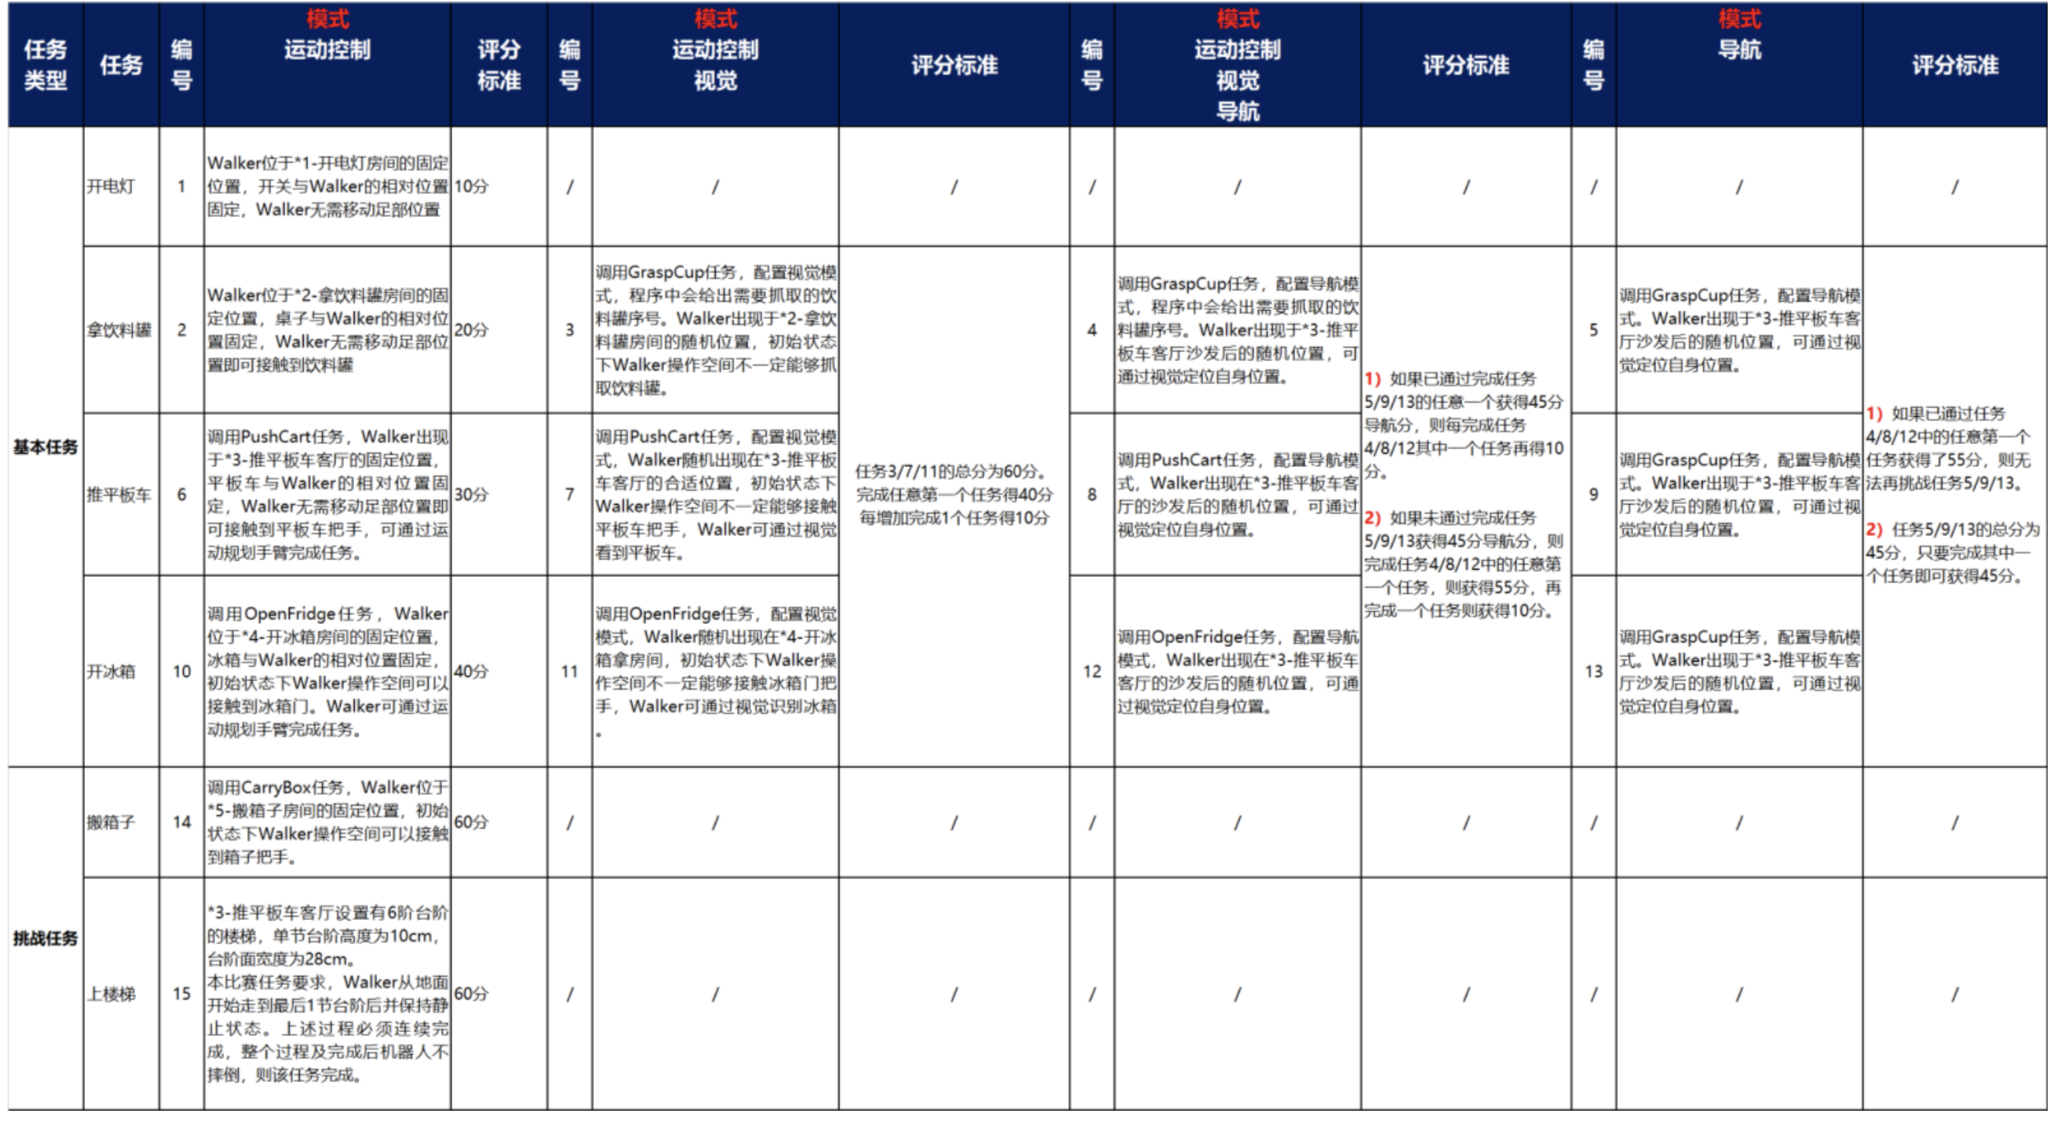 任务
类型
任务
编
号
模式
运动控制
评分
标准
编
号
模式
运动控制
视觉
评分标准
编
号
模式
运动控制
视觉
导航
评分标准
编
号
模式
导航
评分标准
基本任务
开电灯
1
Walker位于*1-开电灯房间的固定
位置，开关与Walker的相对位置
固定，Walker无需移动足部位置
10分
/
/
/
/
/
/
/
/
/
拿饮料罐
2
Walker位于*2-拿饮料罐房间的固
定位置，桌子与Walker的相对位
置固定，Walker无需移动足部位
置即可接触到饮料罐
20分
3
调用GraspCup任务，配置视觉模
式，程序中会给出需要抓取的饮
料罐序号。Walker出现于*2-拿饮
料罐房间的随机位置，初始状态
下Walker操作空间不一定能够抓
取饮料罐。
任务3/7/11的总分为60分。
完成任意第一个任务得40分
每增加完成1个任务得10分
4
调用GraspCup任务，配置导航模
式，程序中会给出需要抓取的饮
料罐序号。Walker出现于*3-推平
板车客厅沙发后的随机位置，可
通过视觉定位自身位置。
1）如果已通过完成任务
5/9/13的任意一个获得45分
导航分，则每完成任务
4/8/12其中一个任务再得10
分。
2）如果未通过完成任务
5/9/13获得45分导航分，则
完成任务4/8/12中的任意第
一个任务，则获得55分，再
完成一个任务则获得10分。
5
调用GraspCup任务，配置导航模
式。Walker出现于*3-推平板车客
厅沙发后的随机位置，可通过视
觉定位自身位置。
1）如果已通过任务
4/8/12中的任意第一个
任务获得了55分，则无
法再挑战任务5/9/13。
2）任务5/9/13的总分为
45分，只要完成其中一
个任务即可获得45分。
推平板车
6
调用PushCart任务，Walker出现
于*3-推平板车客厅的固定位置，
平板车与Walker的相对位置固
定，Walker无需移动足部位置即
可接触到平板车把手，可通过运
动规划手臂完成任务。
30分
7
调用PushCart任务，配置视觉模
式，Walker随机出现在*3-推平板
车客厅的合适位置，初始状态下
Walker操作空间不一定能够接触
平板车把手，Walker可通过视觉
看到平板车。
8
调用PushCart任务，配置导航模
式，Walker出现在*3-推平板车客
厅的沙发后的随机位置，可通过
视觉定位自身位置。
9
调用GraspCup任务，配置导航模
式。Walker出现于*3-推平板车客
厅沙发后的随机位置，可通过视
觉定位自身位置。
开冰箱
10
调用OpenFridge任务，Walker
位于*4-开冰箱房间的固定位置，
冰箱与Walker的相对位置固定，
初始状态下Walker操作空间可以
接触到冰箱门。Walker可通过运
动规划手臂完成任务。
40分
11
调用OpenFridge任务，配置视觉
模式，Walker随机出现在*4-开冰
箱拿房间，初始状态下Walker操
作空间不一定能够接触冰箱门把
手，Walker可通过视觉识别冰箱
。
12
调用OpenFridge任务，配置导航
模式，Walker出现在*3-推平板车
客厅的沙发后的随机位置，可通
过视觉定位自身位置。
13
调用GraspCup任务，配置导航模
式。Walker出现于*3-推平板车客
厅沙发后的随机位置，可通过视
觉定位自身位置。
挑战任务
搬箱子
14
调用CarryBox任务，Walker位于
*5-搬箱子房间的固定位置，初始
状态下Walker操作空间可以接触
到箱子把手。
60分
/
/
/
/
/
/
/
/
/
上楼梯
15
*3-推平板车客厅设置有6阶台阶
的楼梯，单节台阶高度为10cm，
台阶面宽度为28cm。
本比赛任务要求，Walker从地面
开始走到最后1节台阶后并保持静
止状态。上述过程必须连续完
成，整个过程及完成后机器人不
摔倒，则该任务完成。
60分
/
/
/
/
/
/
/
/
/